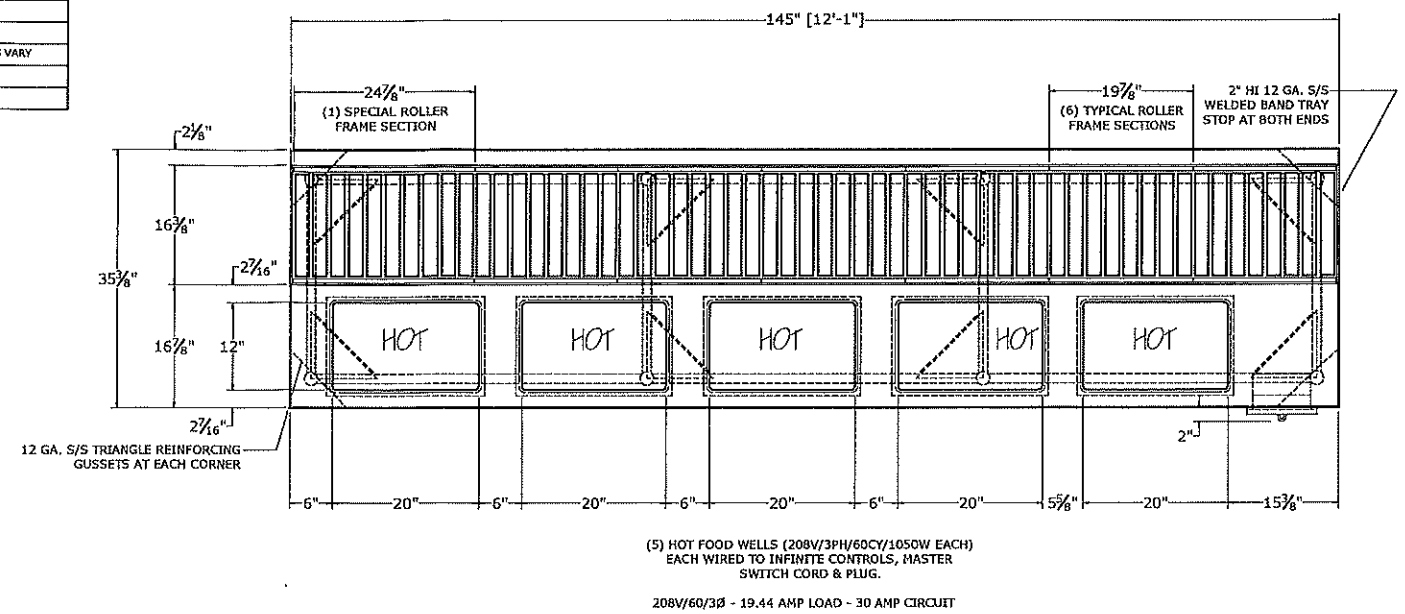 S VARY
145" [12'-1"]
24⅞"
(1) SPECIAL ROLLER
FRAME SECTION
19⅞"
(6) TYPICAL ROLLER
FRAME SECTIONS
2" HI 12 GA. S/S
WELDED BAND TRAY
STOP AT BOTH ENDS
2⅛"
16⅜"
35⅜"
2⁷⁄₁₆"
16⅞"
12"
HOT
HOT
HOT
HOT
HOT
2⁷⁄₁₆"
2"
12 GA. S/S TRIANGLE REINFORCING
GUSSETS AT EACH CORNER
6" 20" 6" 20" 6" 20" 6" 20" 5⅝" 20" 15⅜"
(5) HOT FOOD WELLS (208V/3PH/60CY/1050W EACH)
EACH WIRED TO INFINITE CONTROLS, MASTER
SWITCH CORD & PLUG.
208V/60/3Ø - 19.44 AMP LOAD - 30 AMP CIRCUIT